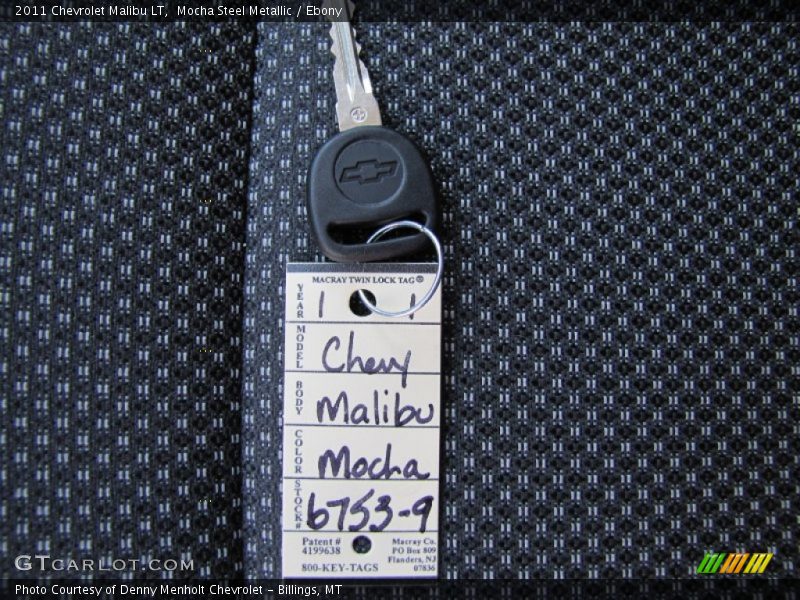 2011 Chevrolet Malibu LT, Mocha Steel Metallic / Ebony
MACRAY TWIN LOCK TAG®
YEAR 1 1
MODEL Chevy
BODY Malibu
COLOR Mocha
STOCK# 6753-9
Patent # 4199638
800-KEY-TAGS
Macray Co.
PO Box 809
Flanders, NJ
07836
GTCARLOT.COM
Photo Courtesy of Denny Menholt Chevrolet – Billings, MT